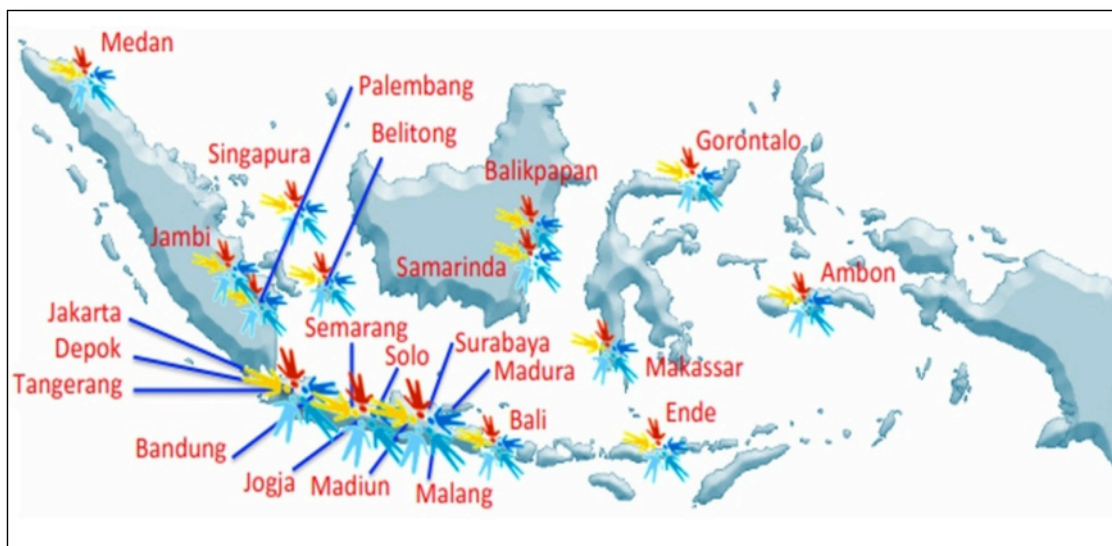 Medan
Palembang
Belitong
Singapura
Gorontalo
Balikpapan
Jambi
Samarinda
Ambon
Jakarta
Semarang
Depok
Solo
Surabaya
Tangerang
Madura
Makassar
Bandung
Bali
Ende
Jogja
Madiun
Malang